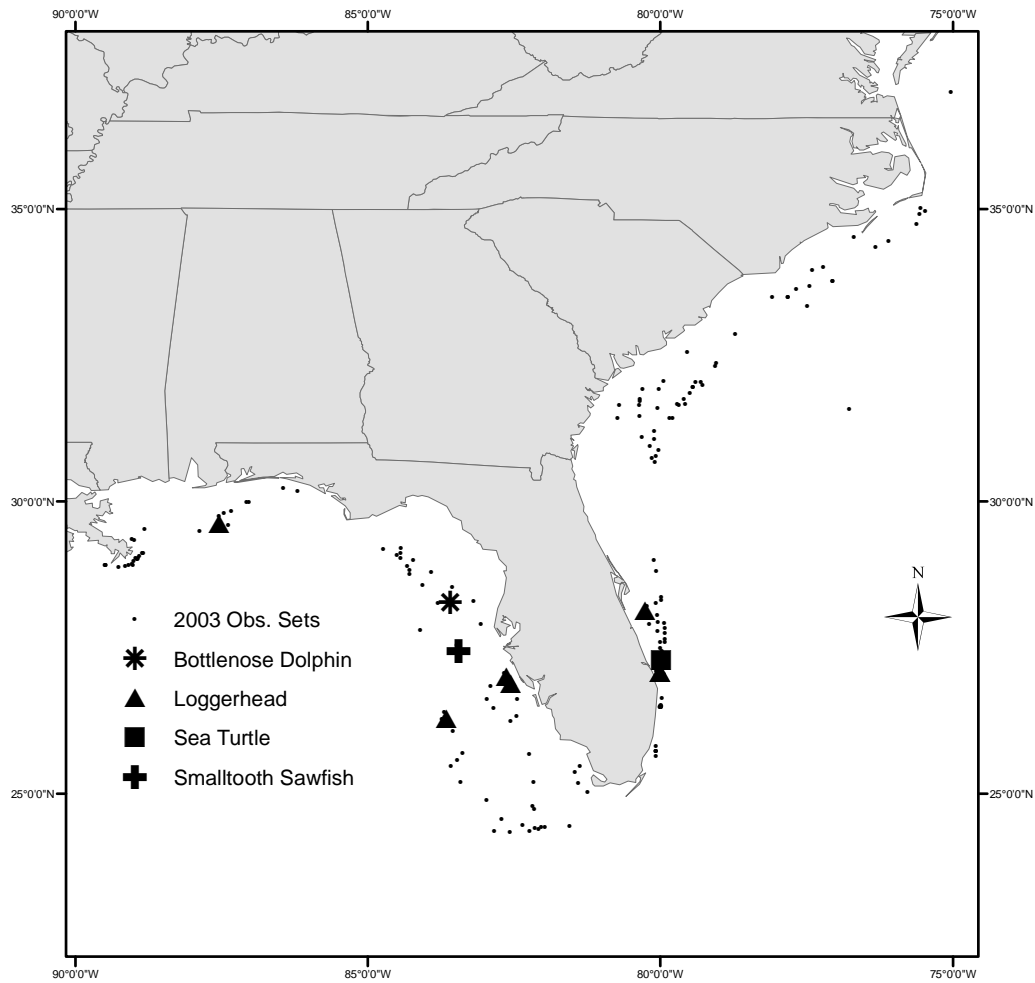 90°0'0"W 85°0'0"W 80°0'0"W 75°0'0"W
35°0'0"N 35°0'0"N
30°0'0"N 30°0'0"N
N
2003 Obs. Sets
Bottlenose Dolphin
Loggerhead
Sea Turtle
Smalltooth Sawfish
25°0'0"N 25°0'0"N
90°0'0"W 85°0'0"W 80°0'0"W 75°0'0"W